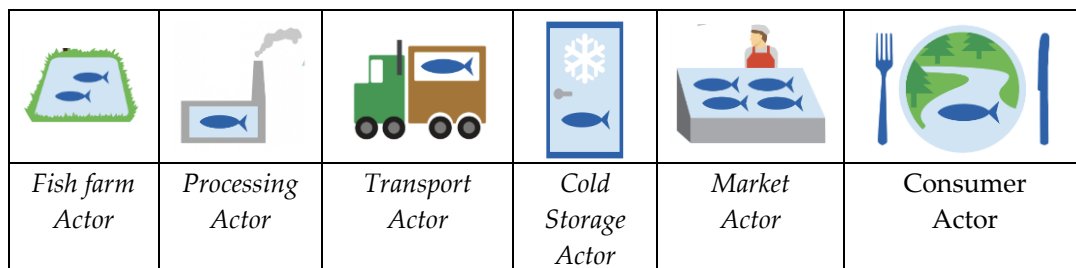 Fish farm
Actor
Processing
Actor
Transport
Actor
Cold
Storage
Actor
Market
Actor
Consumer
Actor